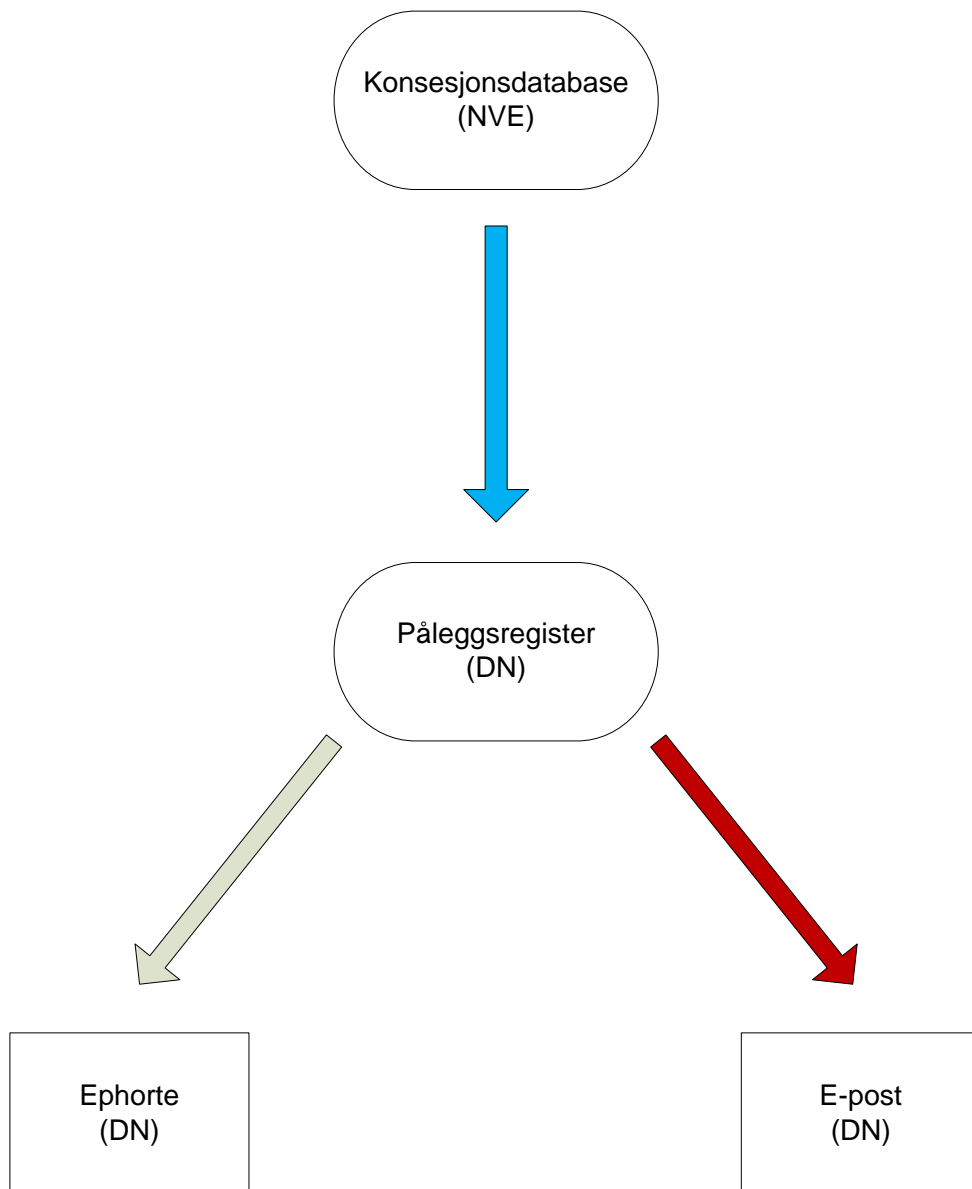 Konsesjonsdatabase
(NVE)
Påleggsregister
(DN)
Ephorte
(DN)
E-post
(DN)